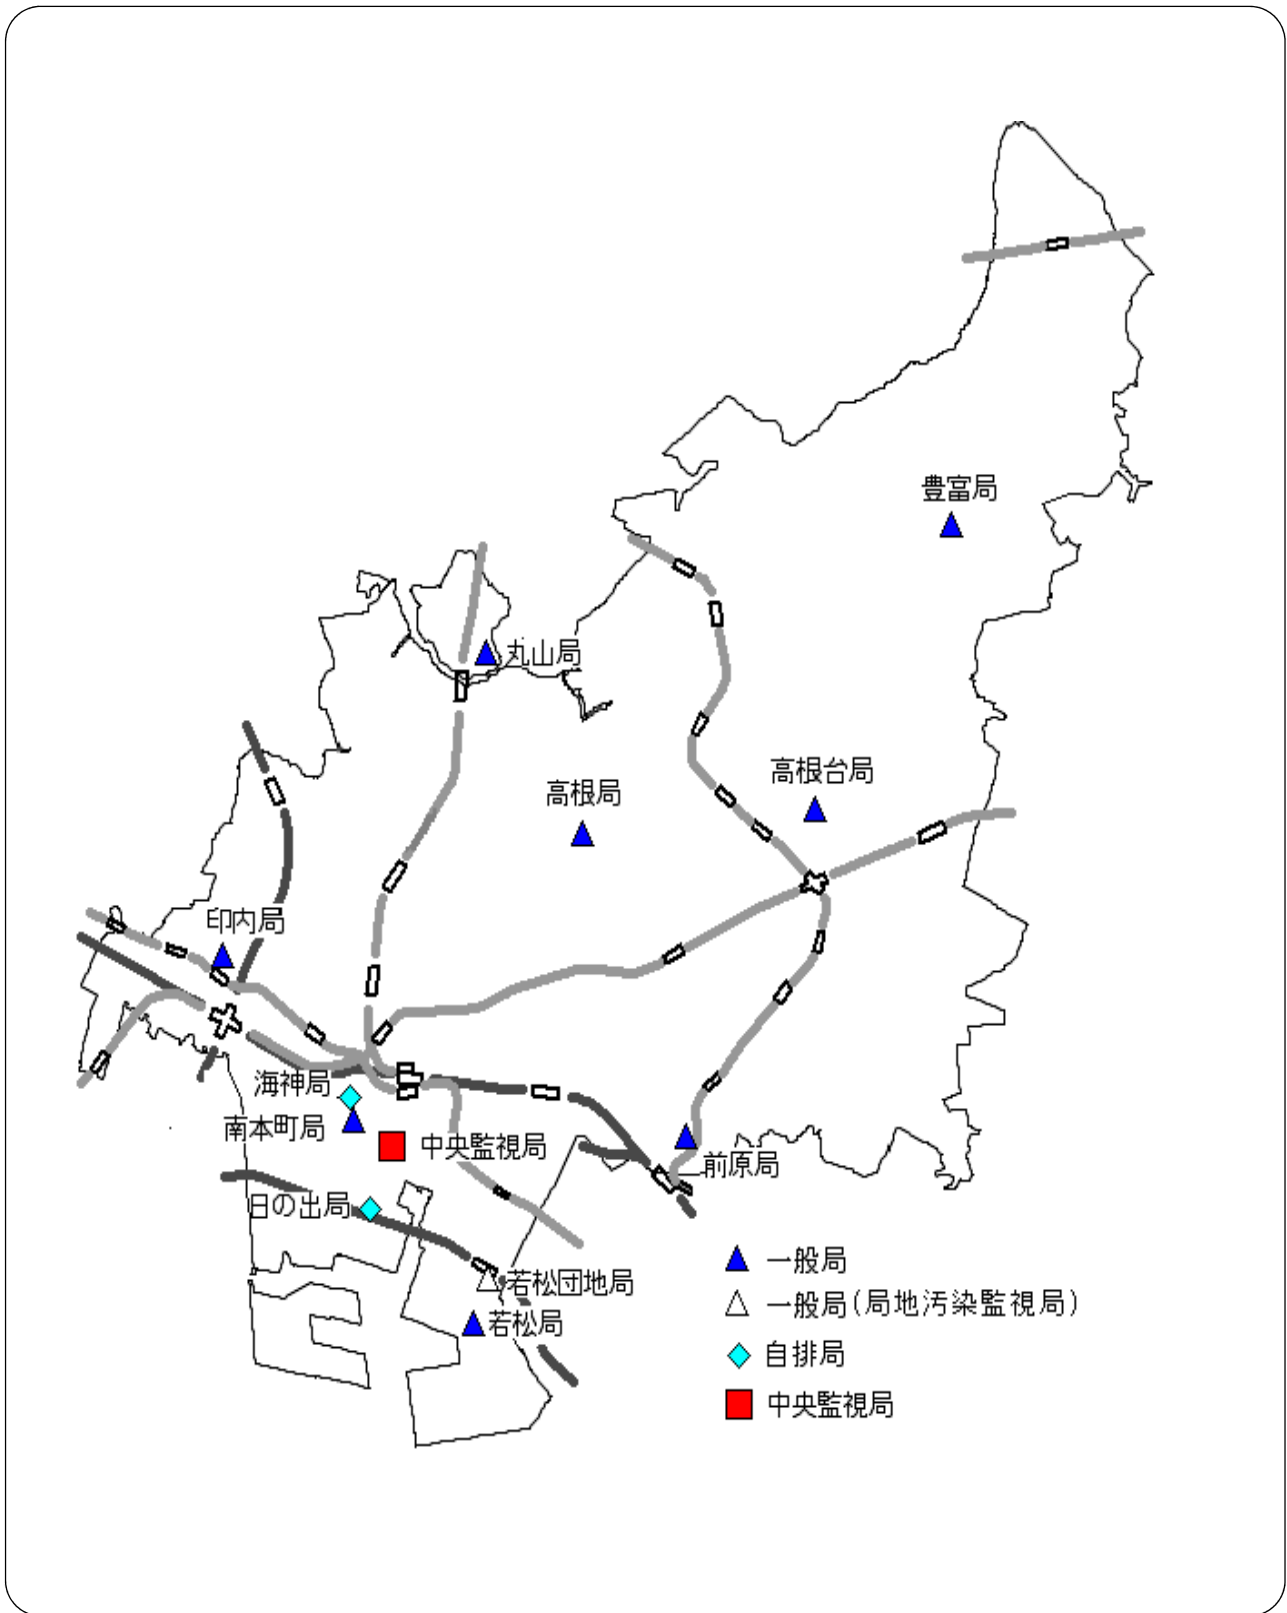 豊富局
丸山局
高根台局
高根局
印内局
海神局
南本町局
中央監視局
前原局
日の出局
若松団地局
若松局
一般局
一般局(局地汚染監視局)
自排局
中央監視局